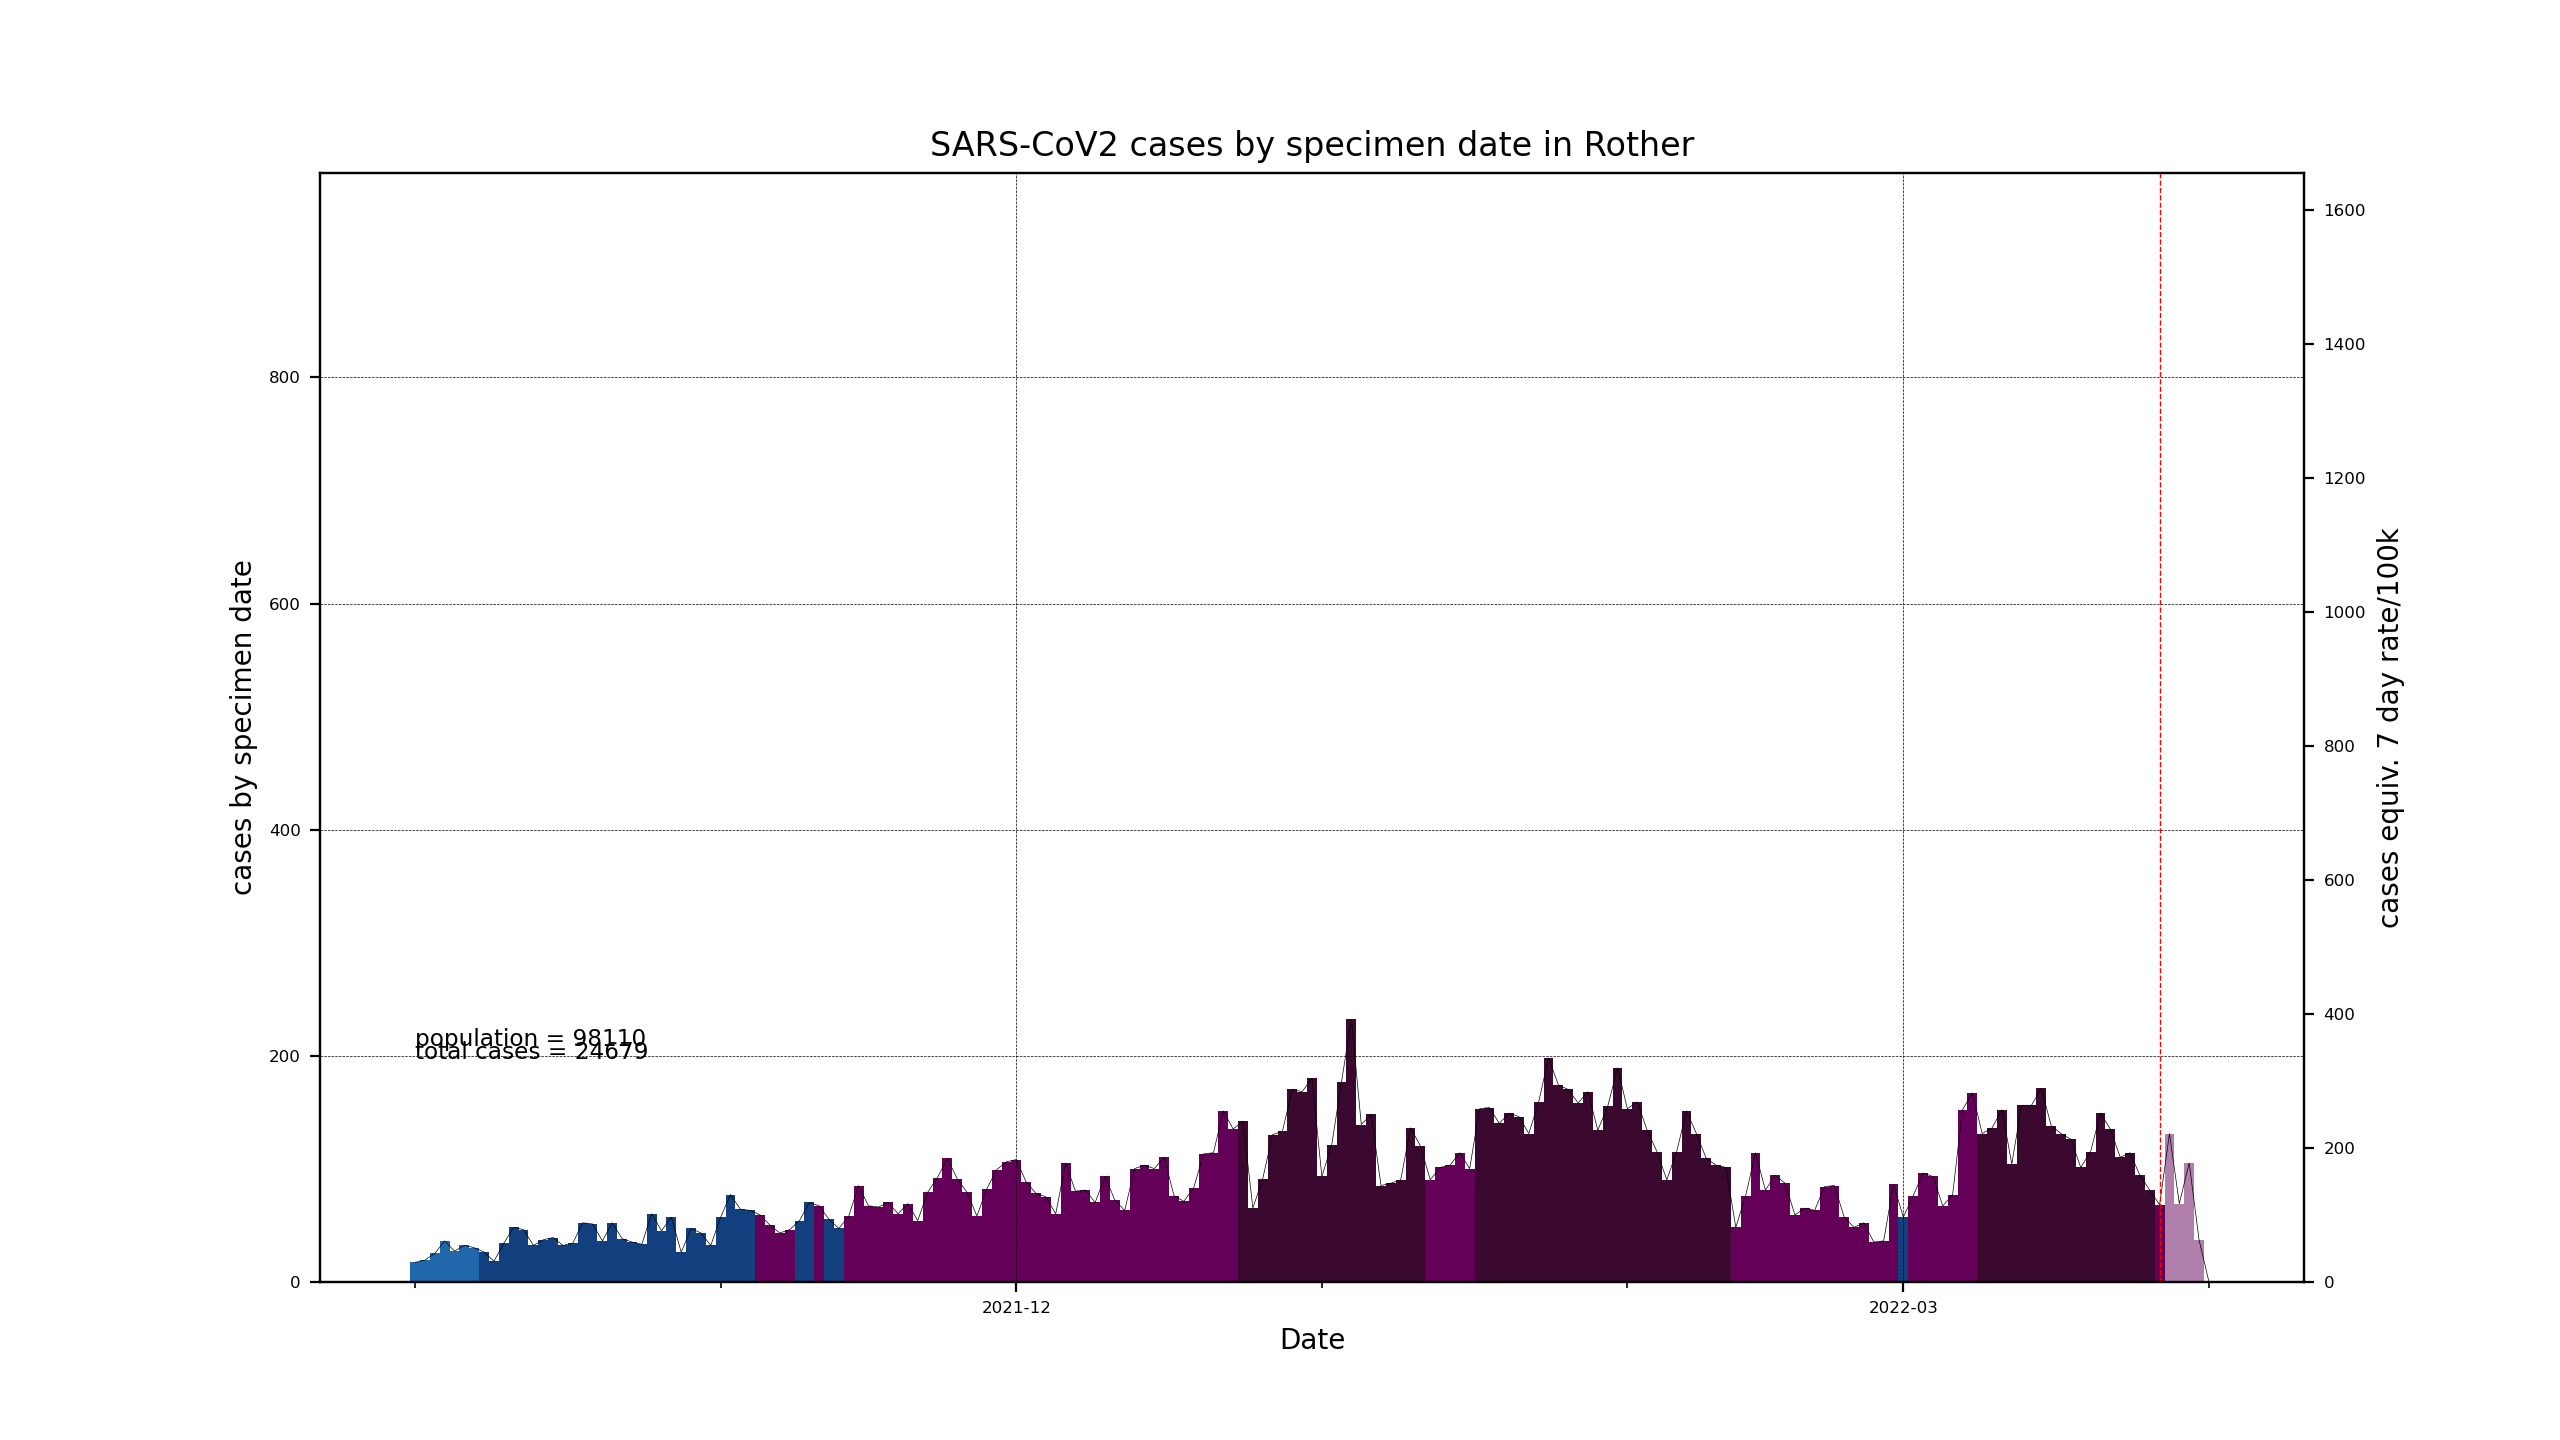 SARS-CoV2 cases by specimen date in Rother
cases by specimen date
800
600
400
200
0
population = 98110
total cases = 24679
1600
1400
1200
1000
800
600
400
200
0
cases equiv. 7 day rate/100k
2021-12
2022-03
Date